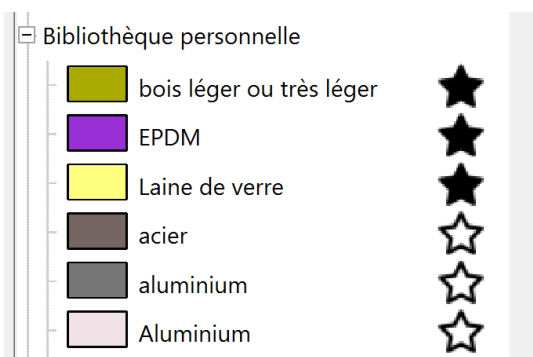 Bibliothèque personnelle
bois léger ou très léger
EPDM
Laine de verre
acier
aluminium
Aluminium